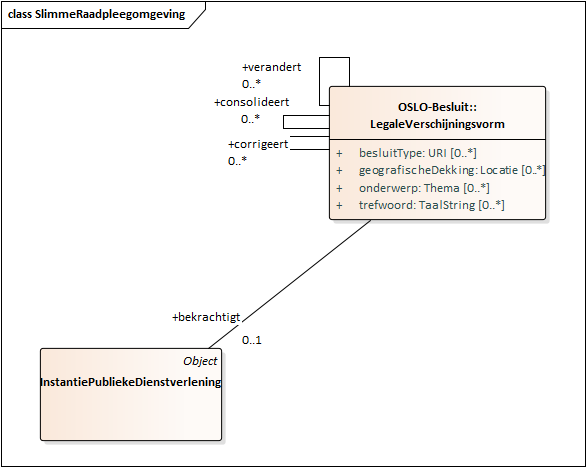 class SlimmeRaadpleegomgeving
+verandert
0..*
+consolideert
0..*
+corrigeert
0..*
OSLO-Besluit::
LegaleVerschijningsvorm
+ besluitType: URI [0..*]
+ geografischeDekking: Locatie [0..*]
+ onderwerp: Thema [0..*]
+ trefwoord: TaalString [0..*]
+bekrachtigt
0..1
Object
InstantiePubliekeDienstverlening